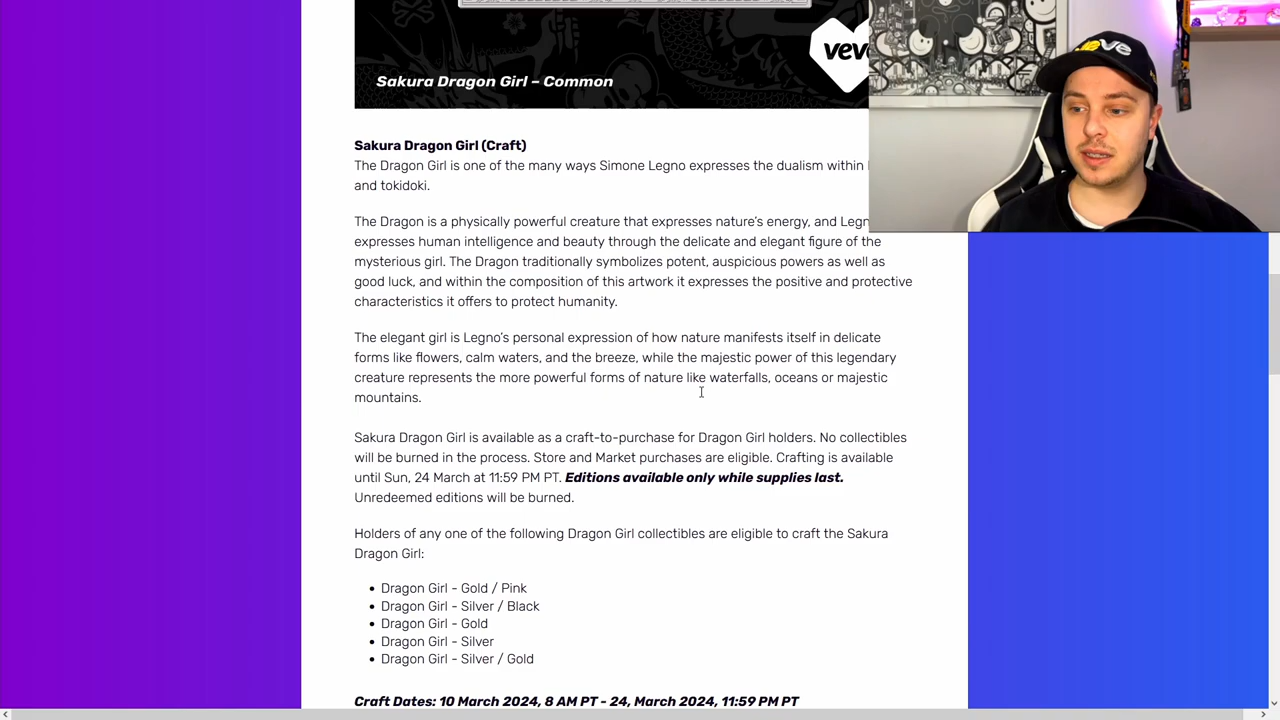 veve
Sakura Dragon Girl – Common
veve
Sakura Dragon Girl (Craft)
The Dragon Girl is one of the many ways Simone Legno expresses the dualism within
and tokidoki.
The Dragon is a physically powerful creature that expresses nature's energy, and
expresses human intelligence and beauty through the delicate and elegant figure of the
mysterious girl. The Dragon traditionally symbolizes potent, auspicious powers as well as
good luck, and within the composition of this artwork it expresses the positive and protective
characteristics it offers to protect humanity.
The elegant girl is Legno's personal expression of how nature manifests itself in delicate
forms like flowers, calm waters, and the breeze, while the majestic power of this legendary
creature represents the more powerful forms of nature like waterfalls, oceans or majestic
mountains.
Sakura Dragon Girl is available as a craft-to-purchase for Dragon Girl holders. No collectibles
will be burned in the process. Store and Market purchases are eligible. Crafting is available
until Sun, 24 March at 11:59 PM PT. Editions available only while supplies last.
Unredeemed editions will be burned.
Holders of any one of the following Dragon Girl collectibles are eligible to craft the Sakura
Dragon Girl:
• Dragon Girl - Gold / Pink
• Dragon Girl - Silver / Black
• Dragon Girl - Gold
• Dragon Girl - Silver
• Dragon Girl - Silver / Gold
Craft Dates: 10 March 2024, 8 AM PT - 24, March 2024, 11:59 PM PT